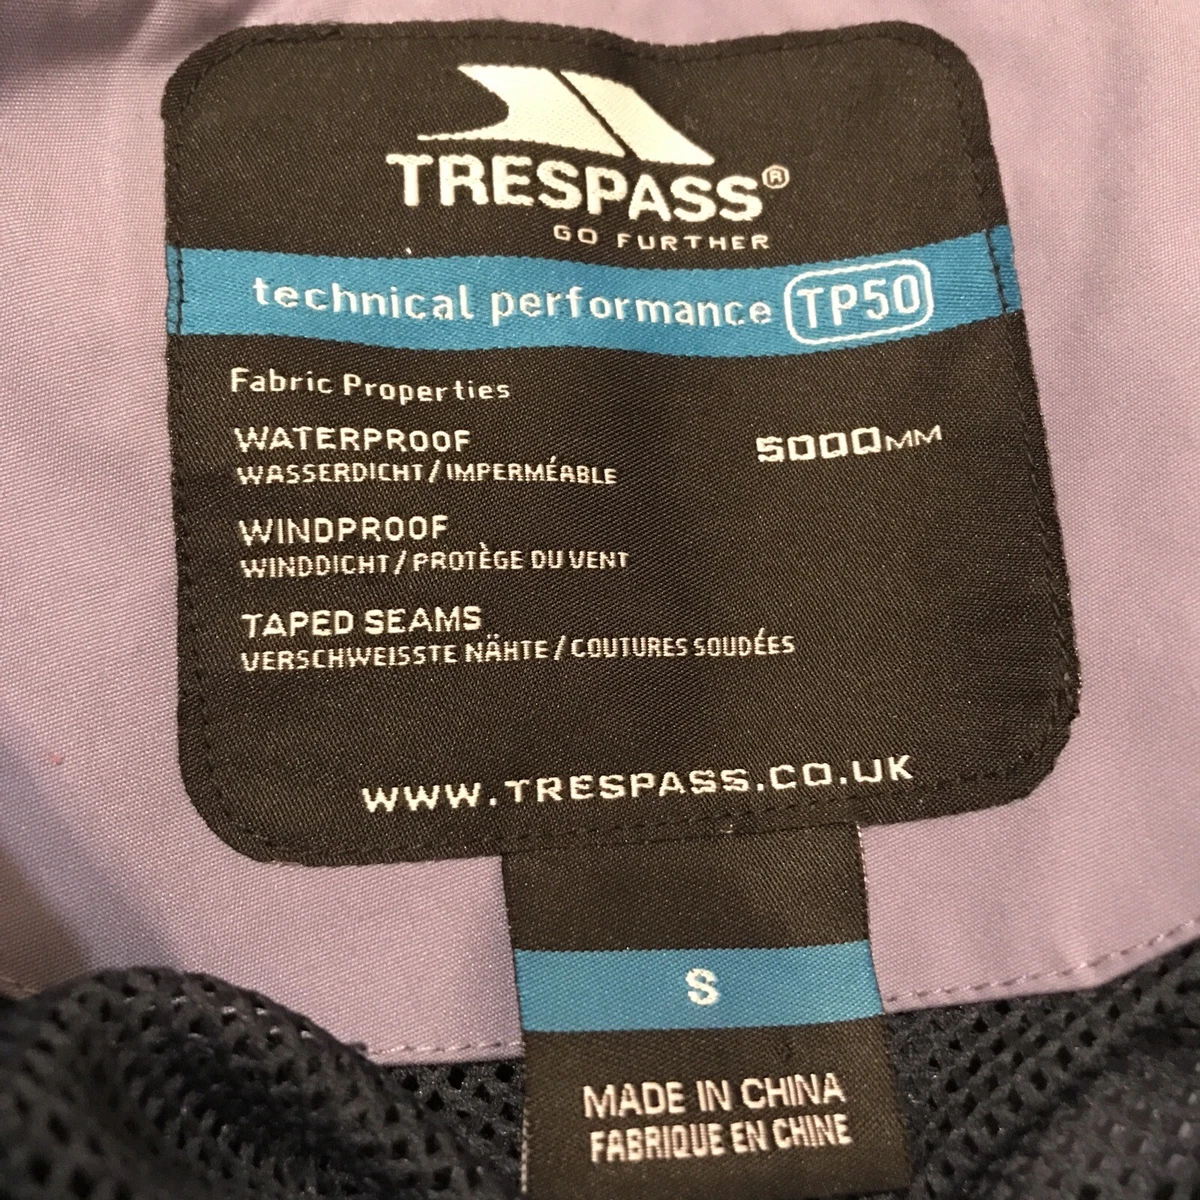 TRESPASS®
GO FURTHER
technical performance TP50
Fabric Properties
WATERPROOF 5000MM
WASSERDICHT/IMPERMÉABLE
WINDPROOF
WINDDICHT/PROTÈGE DU VENT
TAPED SEAMS
VERSCHWEISSTE NÄHTE/COUTURES SOUDÉES
WWW.TRESPASS.CO.UK
S
MADE IN CHINA
FABRIQUE EN CHINE